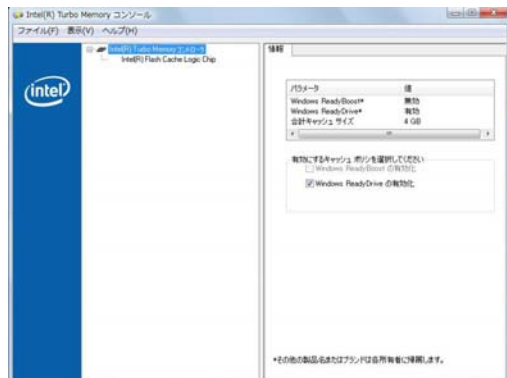 Intel(R) Turbo Memory コンソール
ファイル(F) 表示(V) ヘルプ(H)
intel
Intel(R) Turbo Memory コントローラ
Intel(R) Flash Cache Logic Chip
情報
パラメータ 値
Windows ReadyBoost* 無効
Windows ReadyDrive* 有効
合計キャッシュ サイズ 4 GB
有効にするキャッシュ ポリシを選択してください
Windows ReadyBoost の有効化
Windows ReadyDrive の有効化
*その他の製品名またはブランドは各所有者に帰属します。